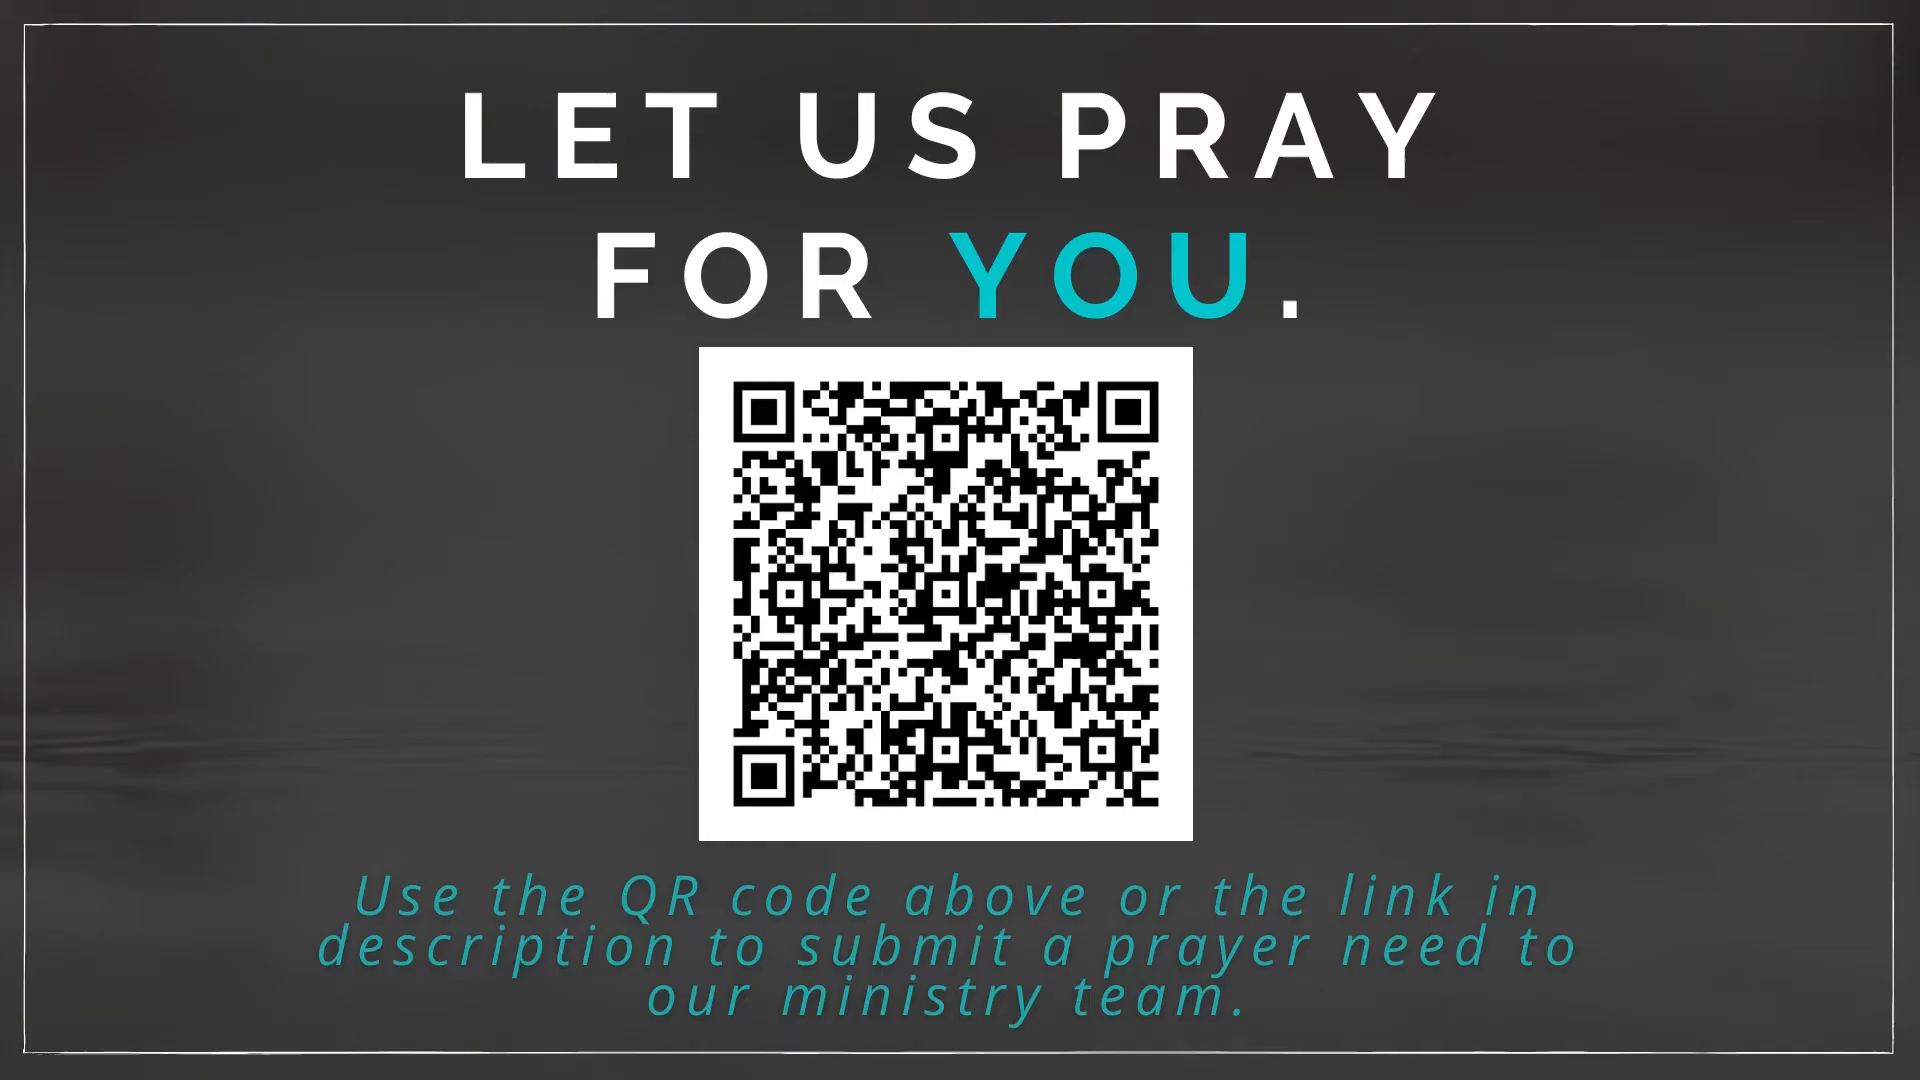 LET US PRAY
FOR YOU.
Use the QR code above or the link in
description to submit a prayer need to
our ministry team.